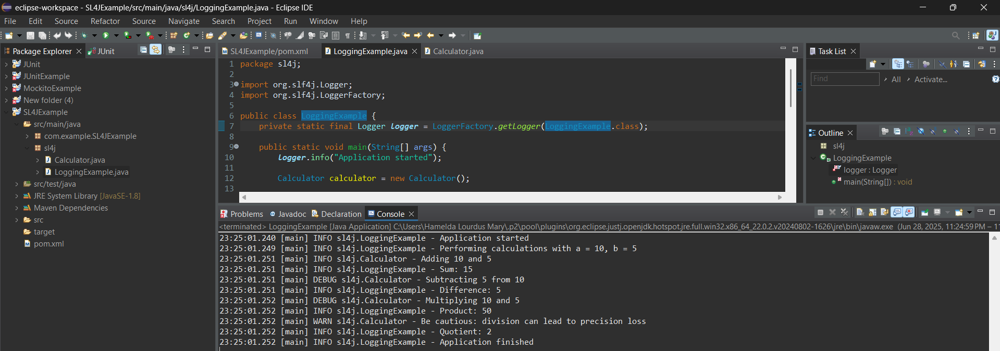 eclipse-workspace - SL4JExample/src/main/java/sl4j/LoggingExample.java - Eclipse IDE
File Edit Source Refactor Source Navigate Search Project Run Window Help
Package Explorer JUnit
JUnit
JUnitExample
MockitoExample
New folder (4)
SL4JExample
src/main/java
com.example.SL4JExample
sl4j
Calculator.java
LoggingExample.java
src/test/java
JRE System Library [JavaSE-1.8]
Maven Dependencies
src
target
pom.xml
SL4JExample/pom.xml LoggingExample.java Calculator.java
1 package sl4j;
2
3 import org.slf4j.Logger;
4 import org.slf4j.LoggerFactory;
5
6 public class LoggingExample {
7 private static final Logger logger = LoggerFactory.getLogger(LoggingExample.class);
8
9 public static void main(String[] args) {
10 logger.info("Application started");
11
12 Calculator calculator = new Calculator();
13
Task List
Find All Activate...
Outline
sl4j
LoggingExample
logger : Logger
main(String[]) : void
Problems Javadoc Declaration Console
<terminated> LoggingExample [Java Application] C:\Users\Hamelda Lourdus Mary\.p2\pool\plugins\org.eclipse.justj.openjdk.hotspot.jre.full.win32.x86_64_22.0.2.v20240802-1626\jre\bin\javaw.exe (Jun 28, 2025, 11:24:59 PM – 11
23:25:01.240 [main] INFO sl4j.LoggingExample - Application started
23:25:01.249 [main] INFO sl4j.LoggingExample - Performing calculations with a = 10, b = 5
23:25:01.251 [main] INFO sl4j.Calculator - Adding 10 and 5
23:25:01.251 [main] INFO sl4j.LoggingExample - Sum: 15
23:25:01.251 [main] DEBUG sl4j.Calculator - Subtracting 5 from 10
23:25:01.251 [main] INFO sl4j.LoggingExample - Difference: 5
23:25:01.252 [main] DEBUG sl4j.Calculator - Multiplying 10 and 5
23:25:01.252 [main] INFO sl4j.LoggingExample - Product: 50
23:25:01.252 [main] WARN sl4j.Calculator - Be cautious: division can lead to precision loss
23:25:01.252 [main] INFO sl4j.LoggingExample - Quotient: 2
23:25:01.252 [main] INFO sl4j.LoggingExample - Application finished